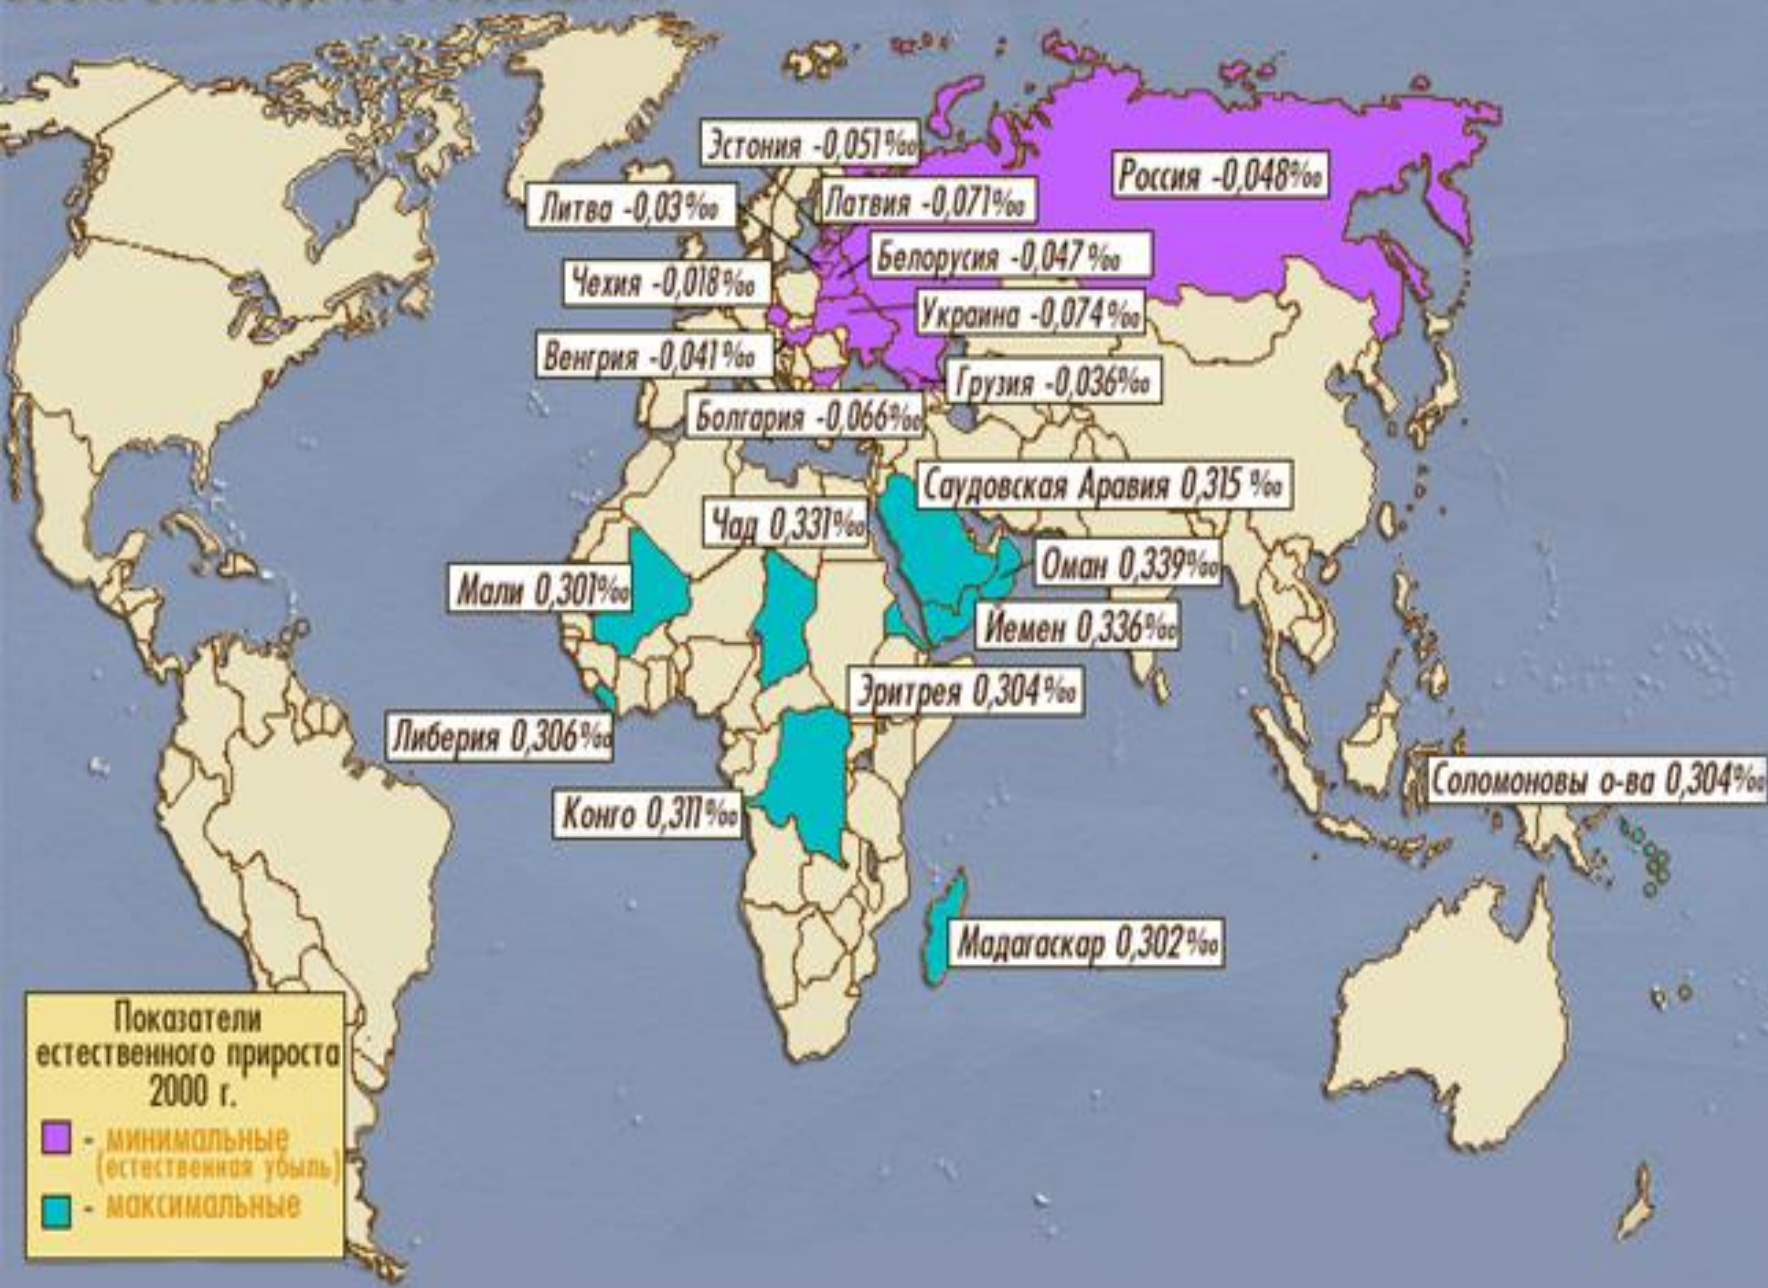 Эстония -0,051‰
Россия -0,048‰
Литва -0,03‰
Латвия -0,071‰
Белорусия -0,047‰
Чехия -0,018‰
Украина -0,074‰
Венгрия -0,041‰
Грузия -0,036‰
Болгария -0,066‰
Саудовская Аравия 0,315 ‰
Чад 0,331‰
Оман 0,339‰
Мали 0,301‰
Йемен 0,336‰
Эритрея 0,304‰
Либерия 0,306‰
Соломоновы о-ва 0,304‰
Конго 0,311‰
Мадагаскар 0,302‰
Показатели
естественного прироста
2000 г.
- минимальные
(естественная убыль)
- максимальные